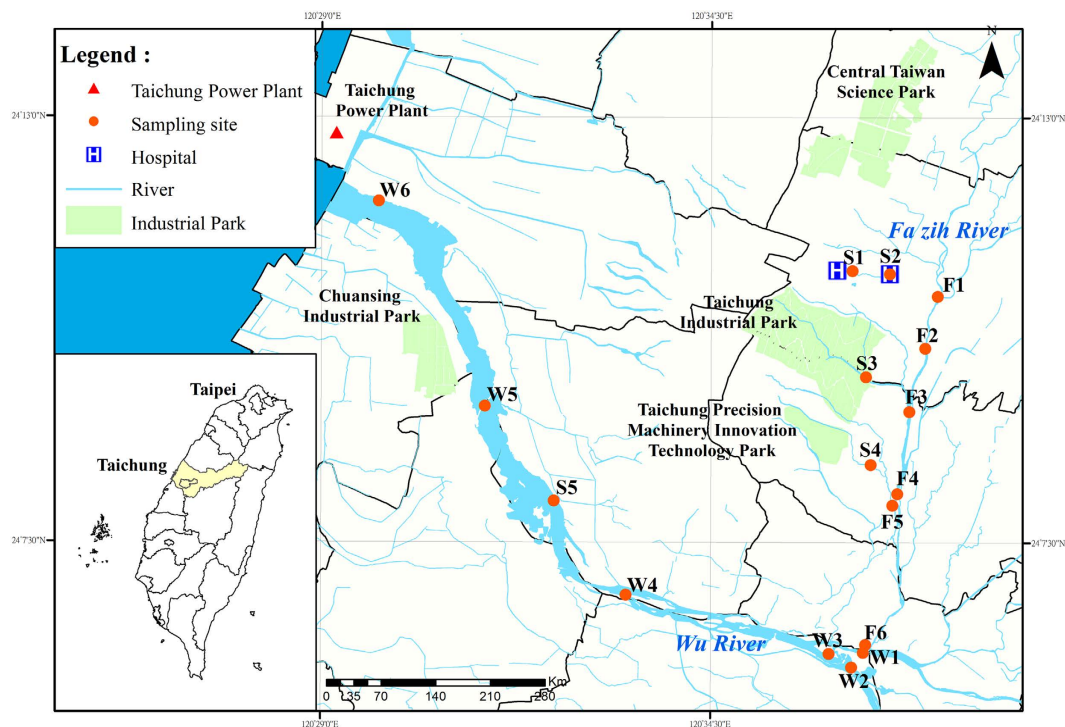 120°29'0"E
120°34'30"E
Legend :
Taichung Power Plant
Sampling site
H
Hospital
River
Industrial Park
24°13'0"N
24°13'0"N
N
Taichung
Power Plant
Central Taiwan
Science Park
W6
Fa zih River
S1
S2
H
H
F1
Chuansing
Industrial Park
Taichung
Industrial Park
F2
S3
F3
W5
Taichung Precision
Machinery Innovation
Technology Park
S4
F4
F5
S5
Taipei
Taichung
24°7'30"N
24°7'30"N
W4
Wu River
F6
W3
W1
W2
Km
0 35 70 140 210 280
120°29'0"E
120°34'30"E